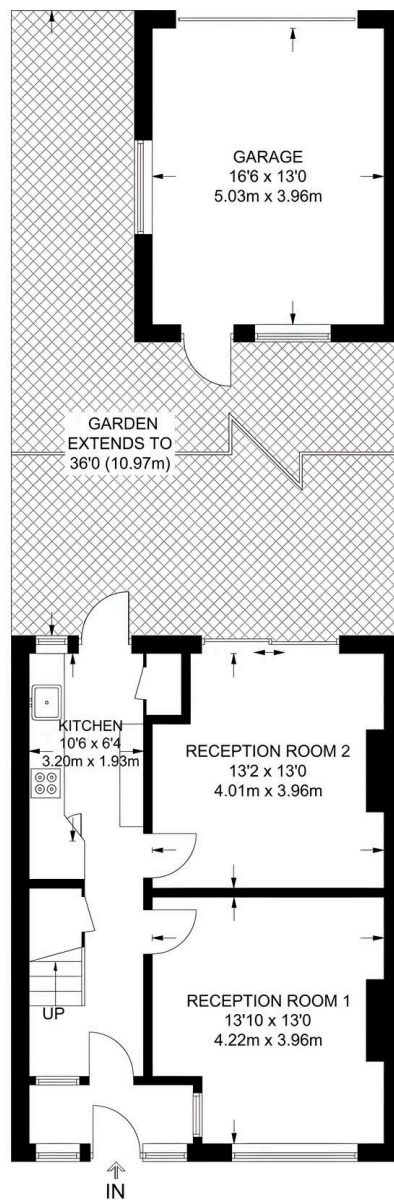 GARAGE
16'6 x 13'0
5.03m x 3.96m
GARDEN
EXTENDS TO
36'0 (10.97m)
KITCHEN
10'6 x 6'4
3.20m x 1.93m
RECEPTION ROOM 2
13'2 x 13'0
4.01m x 3.96m
UP
RECEPTION ROOM 1
13'10 x 13'0
4.22m x 3.96m
IN